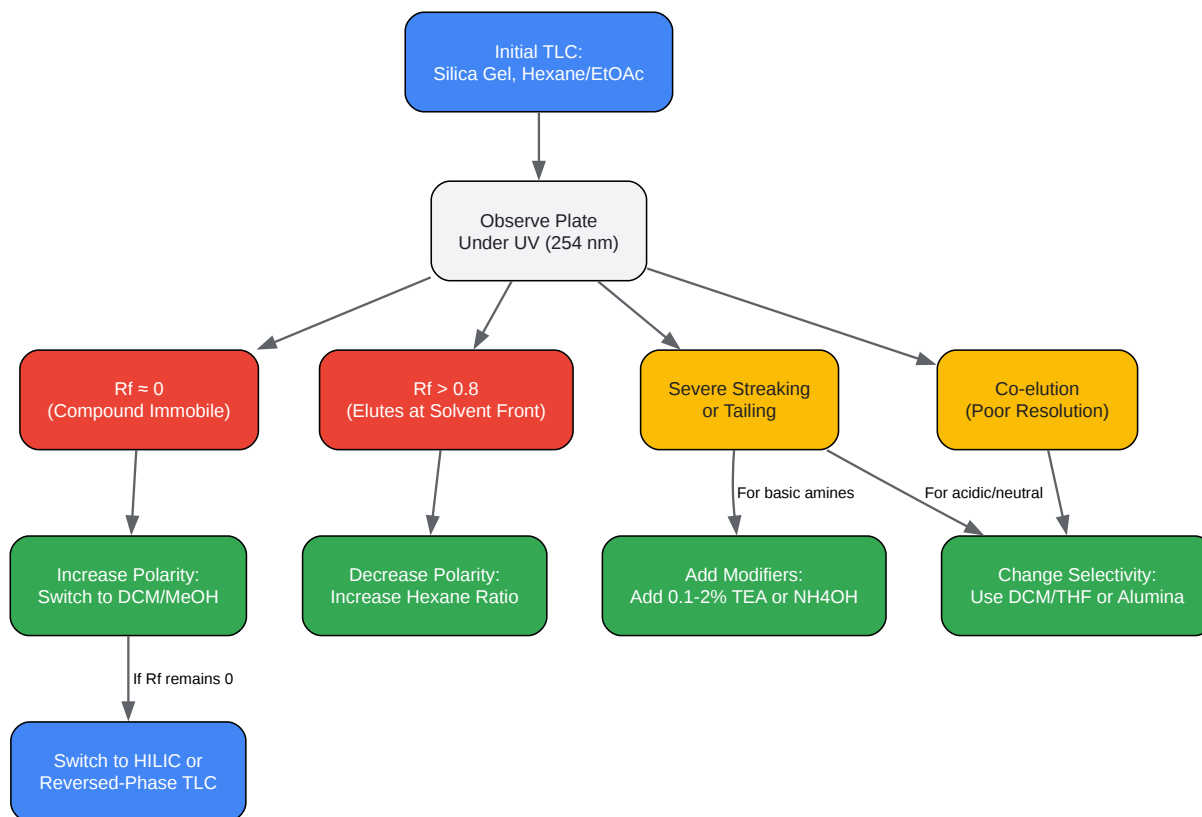 Initial TLC:
Silica Gel, Hexane/EtOAc
Observe Plate
Under UV (254 nm)
Rf ≈ 0
(Compound Immobile)
Rf > 0.8
(Elutes at Solvent Front)
Severe Streaking
or Tailing
Co-elution
(Poor Resolution)
For basic amines
For acidic/neutral
Increase Polarity:
Switch to DCM/MeOH
Decrease Polarity:
Increase Hexane Ratio
Add Modifiers:
Add 0.1-2% TEA or NH4OH
Change Selectivity:
Use DCM/THF or Alumina
If Rf remains 0
Switch to HILIC or
Reversed-Phase TLC